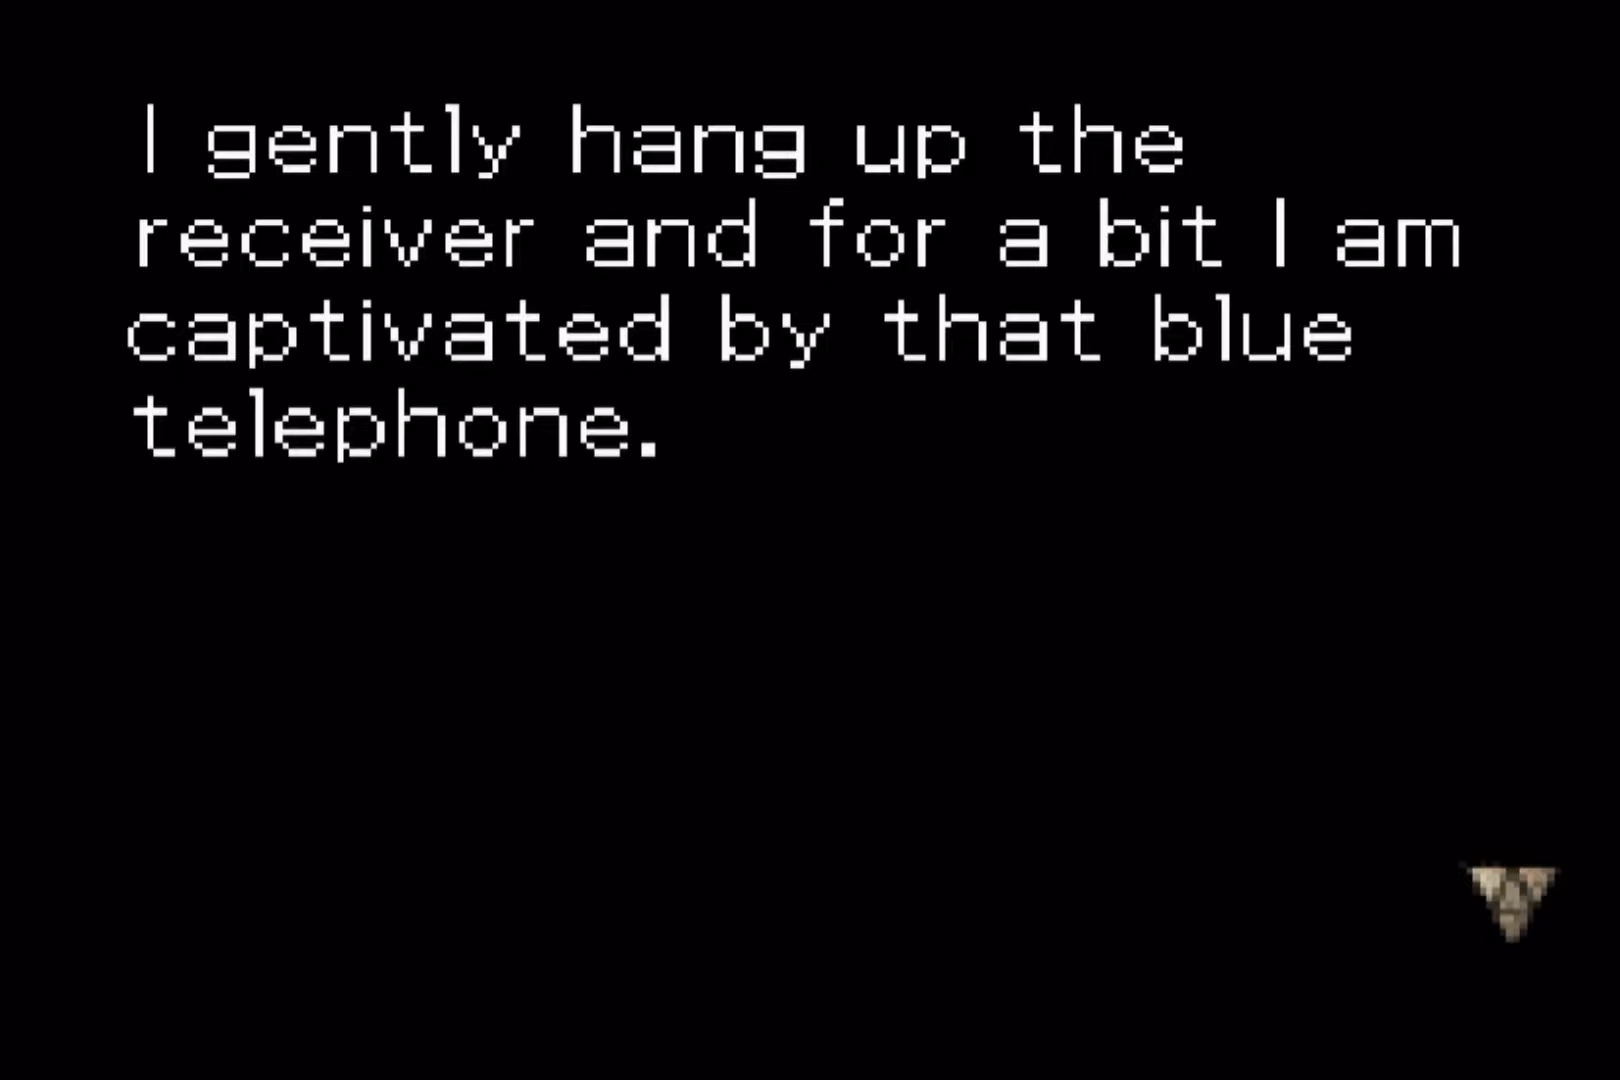 I gently hang up the
receiver and for a bit I am
captivated by that blue
telephone.